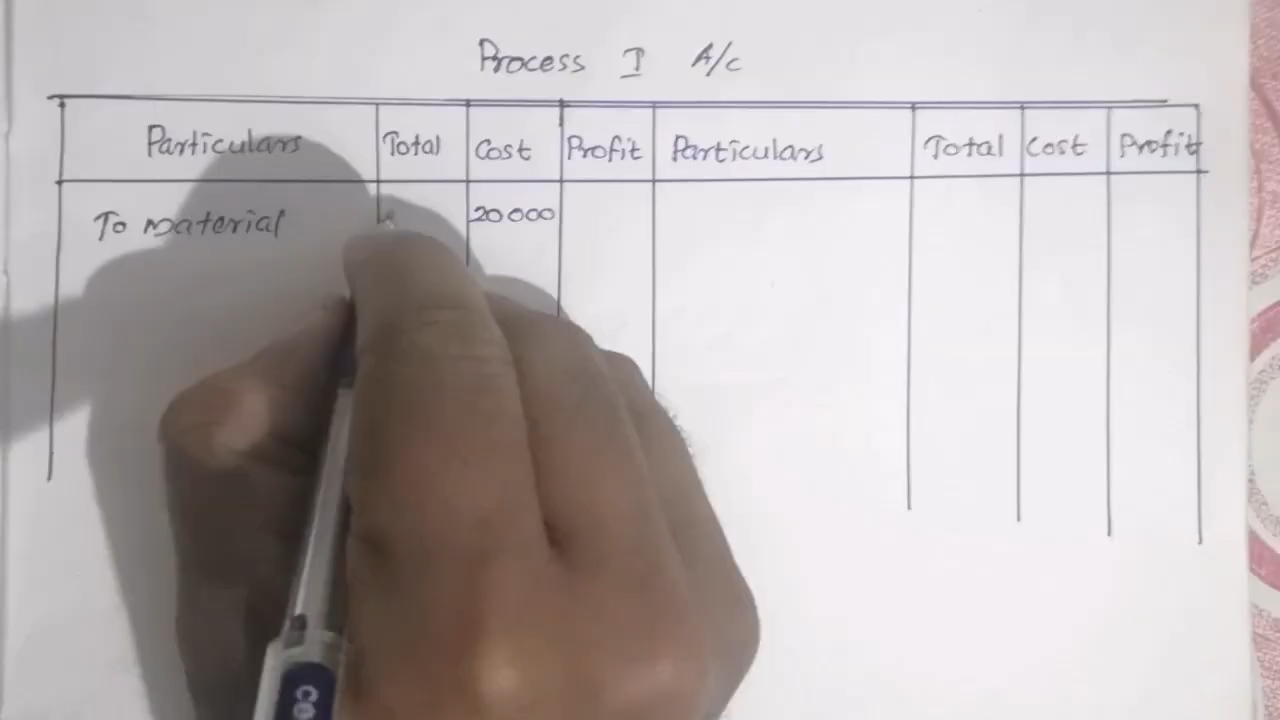 Process I A/c
Particulars Total Cost Profit Particulars Total Cost Profit
To Material 20000